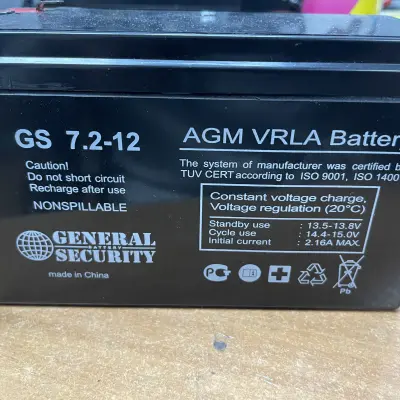 GS 7.2-12
AGM VRLA Batter
Caution!
Do not short circuit
Recharge after use
NONSPILLABLE
The system of manufacturer was certified b
TUV CERT according to ISO 9001, ISO 1400
Constant voltage charge,
Voltage regulation (20°C)
Standby use : 13.5-13.8V
Cycle use : 14.4-15.0V
Initial current : 2.16A MAX.
GENERAL
BATTERY
SECURITY
made in China
Pb